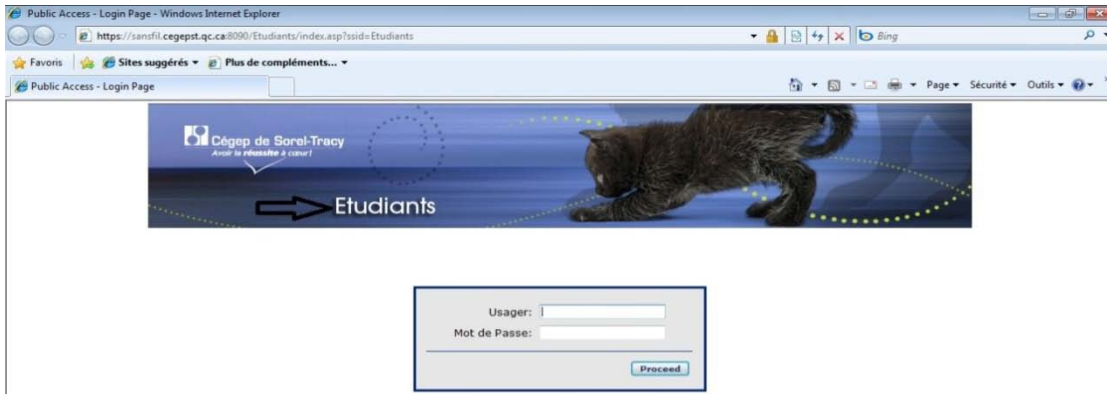 Public Access - Login Page - Windows Internet Explorer
https://sansfil.cegepst.qc.ca:8090/Etudiants/index.asp?ssid=Etudiants
Bing
Favoris
Sites suggérés
Plus de compléments...
Public Access - Login Page
Page
Sécurité
Outils
Cégep de Sorel-Tracy
Avoir la réussite à cœur!
Etudiants
Usager:
Mot de Passe:
Proceed